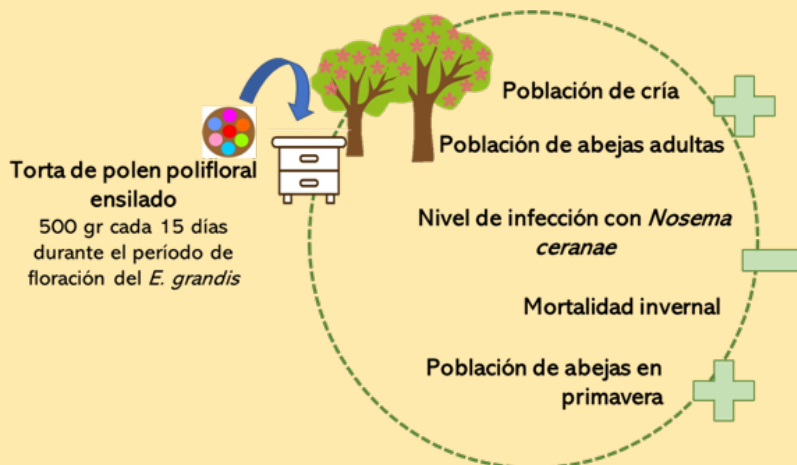 Torta de polen polifloral
ensilado
500 gr cada 15 días
durante el período de
floración del E. grandis
Población de cría
Población de abejas adultas
Nivel de infección con Nosema
ceranae
Mortalidad invernal
Población de abejas en
primavera